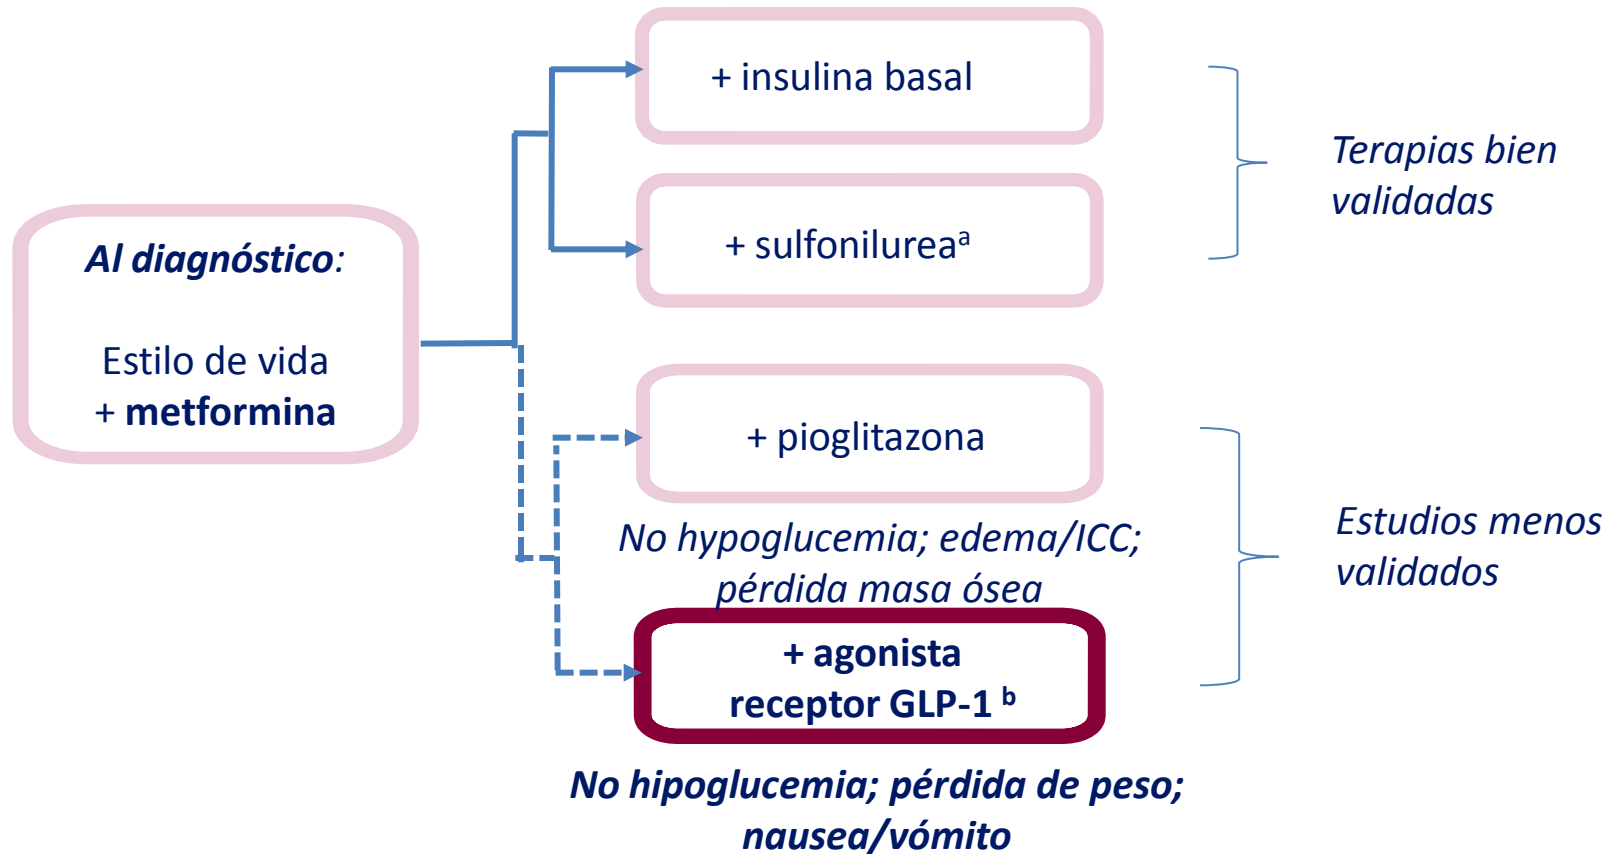 + insulina basal
Terapias bien
validadas
+ sulfonilureaª
Al diagnóstico:
Estilo de vida
+ metformina
+ pioglitazona
No hypoglucemia; edema/ICC;
pérdida masa ósea
Estudios menos
validados
+ agonista
receptor GLP-1 ᵇ
No hipoglucemia; pérdida de peso;
nausea/vómito